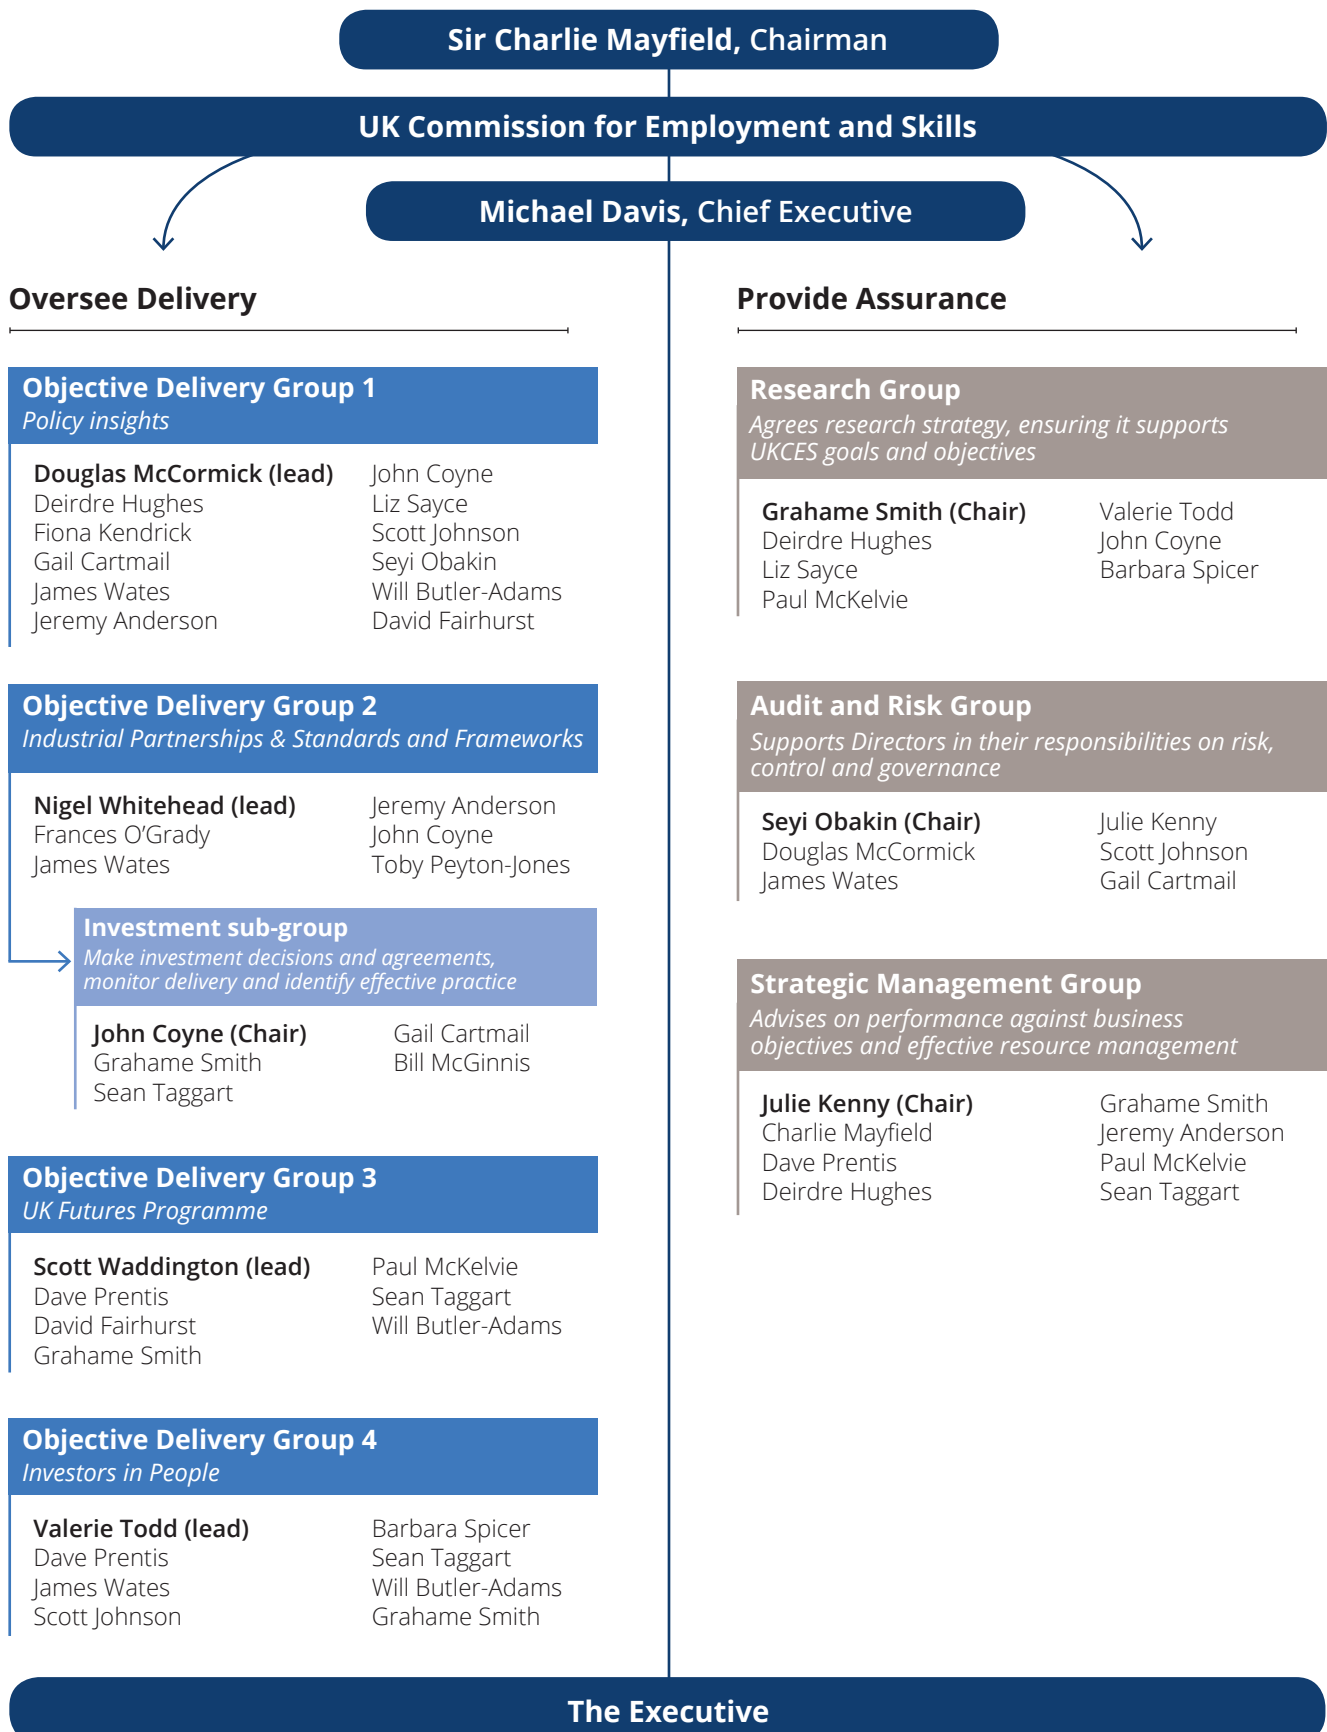 Sir Charlie Mayfield, Chairman
UK Commission for Employment and Skills
Michael Davis, Chief Executive
Oversee Delivery
Objective Delivery Group 1
Policy insights
Douglas McCormick (lead)
Deirdre Hughes
Fiona Kendrick
Gail Cartmail
James Wates
Jeremy Anderson
John Coyne
Liz Sayce
Scott Johnson
Seyi Obakin
Will Butler-Adams
David Fairhurst
Objective Delivery Group 2
Industrial Partnerships & Standards and Frameworks
Nigel Whitehead (lead)
Frances O’Grady
James Wates
Jeremy Anderson
John Coyne
Toby Peyton-Jones
Investment sub-group
Make investment decisions and agreements,
monitor delivery and identify effective practice
John Coyne (Chair)
Grahame Smith
Sean Taggart
Gail Cartmail
Bill McGinnis
Objective Delivery Group 3
UK Futures Programme
Scott Waddington (lead)
Dave Prentis
David Fairhurst
Grahame Smith
Paul McKelvie
Sean Taggart
Will Butler-Adams
Objective Delivery Group 4
Investors in People
Valerie Todd (lead)
Dave Prentis
James Wates
Scott Johnson
Barbara Spicer
Sean Taggart
Will Butler-Adams
Grahame Smith
Provide Assurance
Research Group
Agrees research strategy, ensuring it supports
UKCES goals and objectives
Grahame Smith (Chair)
Deirdre Hughes
Liz Sayce
Paul McKelvie
Valerie Todd
John Coyne
Barbara Spicer
Audit and Risk Group
Supports Directors in their responsibilities on risk,
control and governance
Seyi Obakin (Chair)
Douglas McCormick
James Wates
Julie Kenny
Scott Johnson
Gail Cartmail
Strategic Management Group
Advises on performance against business
objectives and effective resource management
Julie Kenny (Chair)
Charlie Mayfield
Dave Prentis
Deirdre Hughes
Grahame Smith
Jeremy Anderson
Paul McKelvie
Sean Taggart
The Executive